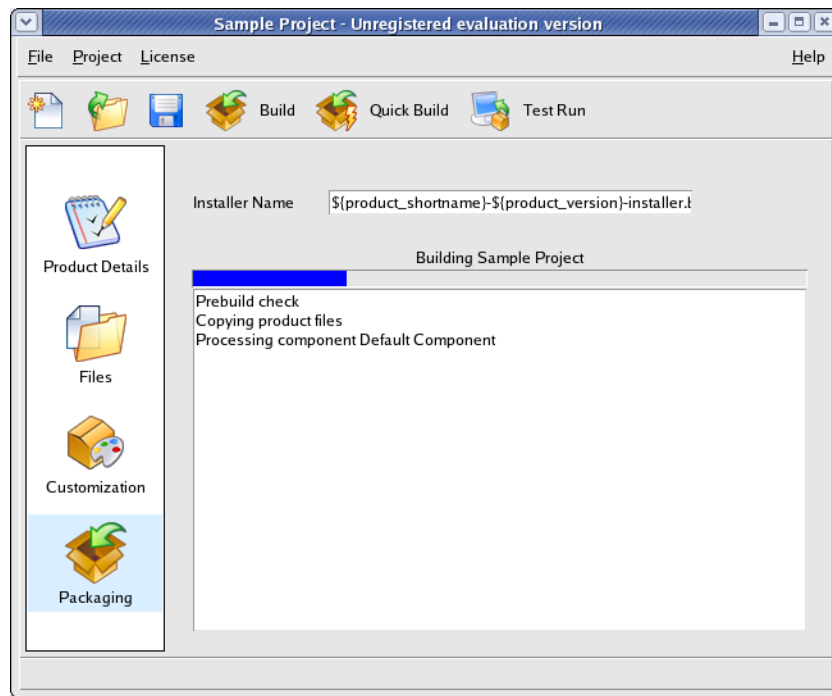 Sample Project - Unregistered evaluation version
File Project License Help
Build Quick Build Test Run
Product Details
Files
Customization
Packaging
Installer Name ${product_shortname}-${product_version}-installer.
Building Sample Project
Prebuild check
Copying product files
Processing component Default Component